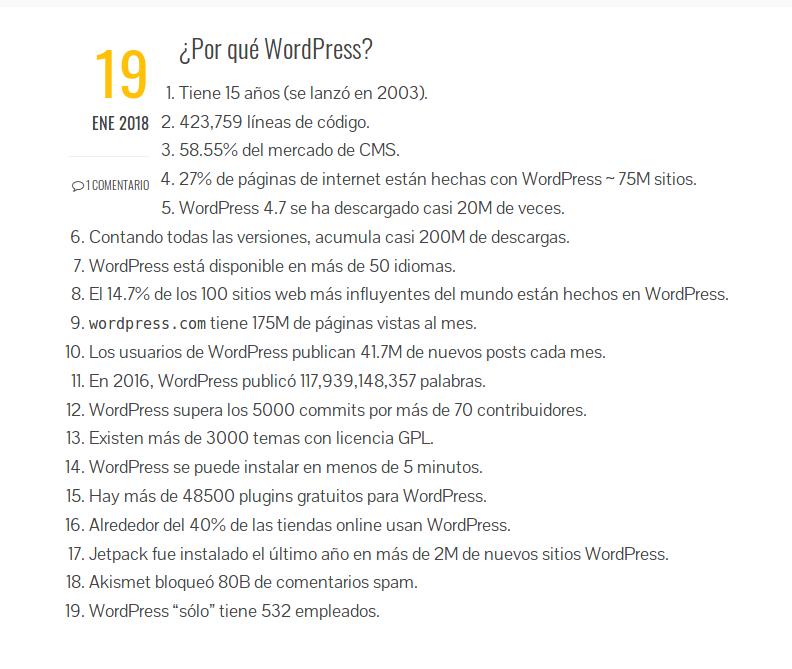 19
ENE 2018
1 COMENTARIO
¿Por qué WordPress?
1. Tiene 15 años (se lanzó en 2003).
2. 423,759 líneas de código.
3. 58.55% del mercado de CMS.
4. 27% de páginas de internet están hechas con WordPress ~ 75M sitios.
5. WordPress 4.7 se ha descargado casi 20M de veces.
6. Contando todas las versiones, acumula casi 200M de descargas.
7. WordPress está disponible en más de 50 idiomas.
8. El 14.7% de los 100 sitios web más influyentes del mundo están hechos en WordPress.
9. wordpress.com tiene 175M de páginas vistas al mes.
10. Los usuarios de WordPress publican 41.7M de nuevos posts cada mes.
11. En 2016, WordPress publicó 117,939,148,357 palabras.
12. WordPress supera los 5000 commits por más de 70 contribuidores.
13. Existen más de 3000 temas con licencia GPL.
14. WordPress se puede instalar en menos de 5 minutos.
15. Hay más de 48500 plugins gratuitos para WordPress.
16. Alrededor del 40% de las tiendas online usan WordPress.
17. Jetpack fue instalado el último año en más de 2M de nuevos sitios WordPress.
18. Akismet bloqueó 80B de comentarios spam.
19. WordPress “sólo” tiene 532 empleados.